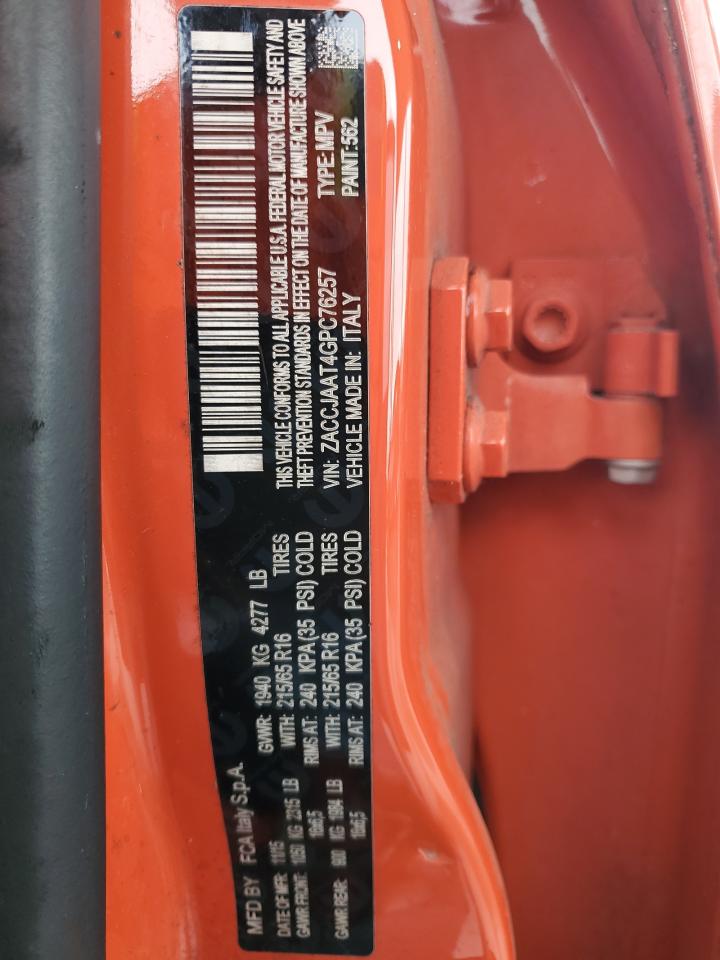 MFD BY FCA Italy S.p.A.
DATE OF MFR: 11/15 GVWR: 1940 KG 4277 LB
GAWR FRONT: 1050 KG 2315 LB WITH: 215/65 R16 TIRES
16x6,5 RIMS AT: 240 KPA (35 PSI) COLD
GAWR REAR: 900 KG 1984 LB WITH: 215/65 R16 TIRES
16x6,5 RIMS AT: 240 KPA (35 PSI) COLD
THIS VEHICLE CONFORMS TO ALL APPLICABLE U.S.A. FEDERAL MOTOR VEHICLE SAFETY AND
THEFT PREVENTION STANDARDS IN EFFECT ON THE DATE OF MANUFACTURE SHOWN ABOVE
VIN: ZACCJAAT4GPC76257 TYPE: MPV
VEHICLE MADE IN: ITALY PAINT: 562